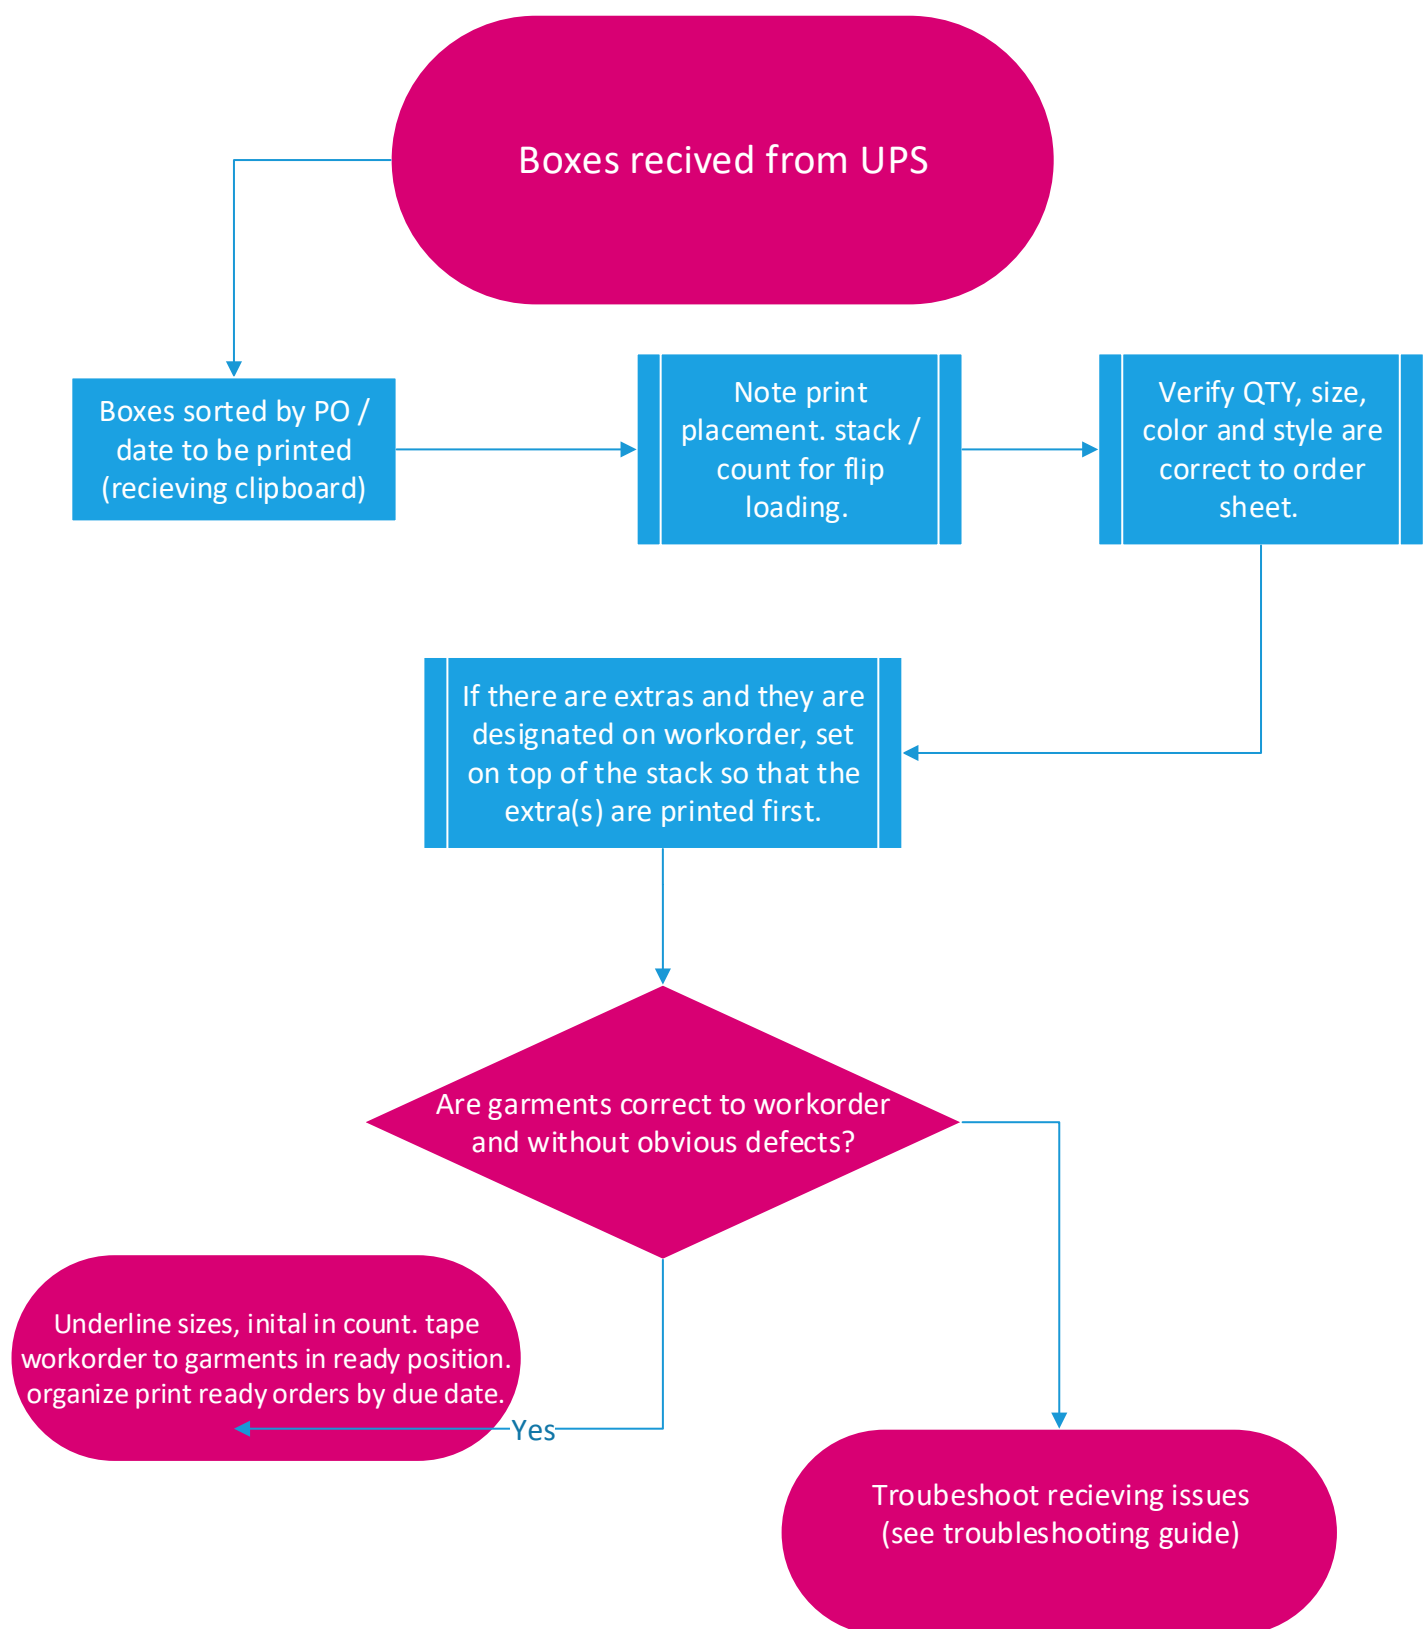 Boxes recived from UPS
Boxes sorted by PO /
date to be printed
(recieving clipboard)
Note print
placement. stack /
count for flip
loading.
Verify QTY, size,
color and style are
correct to order
sheet.
If there are extras and they are
designated on workorder, set
on top of the stack so that the
extra(s) are printed first.
Are garments correct to workorder
and without obvious defects?
Underline sizes, inital in count. tape
workorder to garments in ready position.
organize print ready orders by due date.
Yes
Troubeshoot recieving issues
(see troubleshooting guide)